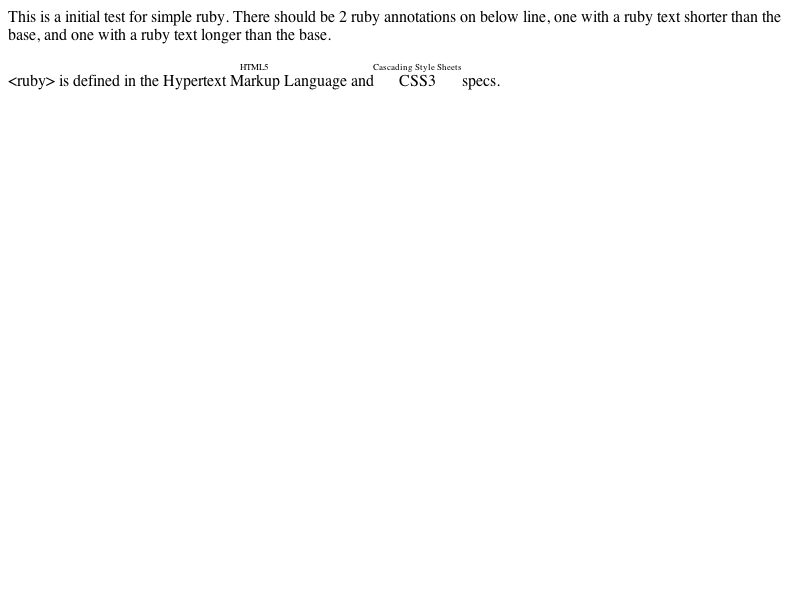 This is a initial test for simple ruby. There should be 2 ruby annotations on below line, one with a ruby text shorter than the
base, and one with a ruby text longer than the base.
HTML5 Cascading Style Sheets
<ruby> is defined in the Hypertext Markup Language and CSS3 specs.